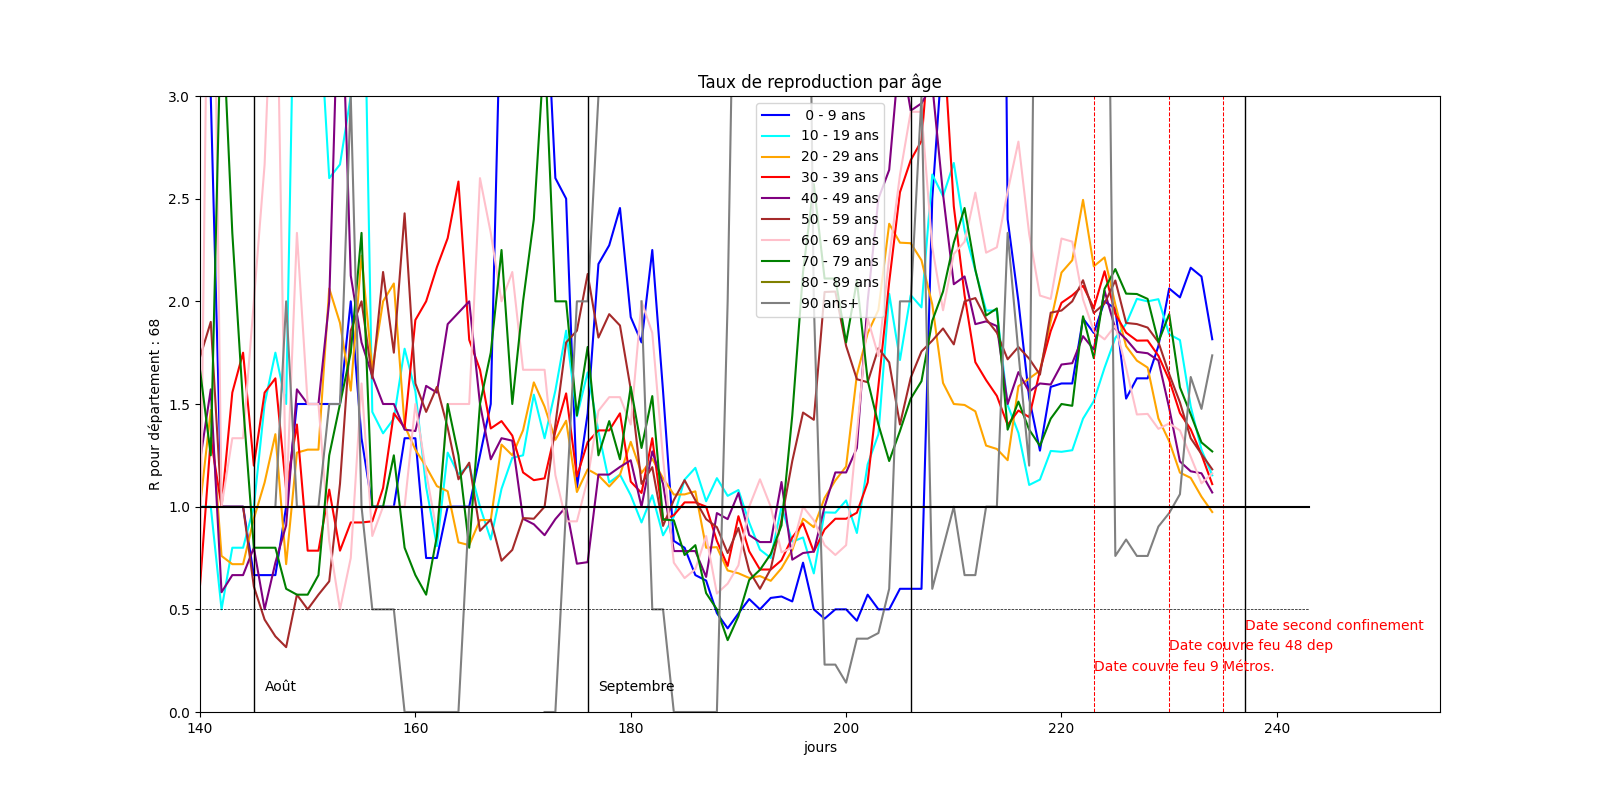 Taux de reproduction par âge
R pour département : 68
3.0
2.5
2.0
1.5
1.0
0.5
0.0
0 - 9 ans
10 - 19 ans
20 - 29 ans
30 - 39 ans
40 - 49 ans
50 - 59 ans
60 - 69 ans
70 - 79 ans
80 - 89 ans
90 ans+
Date second confinement
Date couvre feu 48 dep
Date couvre feu 9 Métros.
Août
Septembre
140
160
180
200
220
240
jours